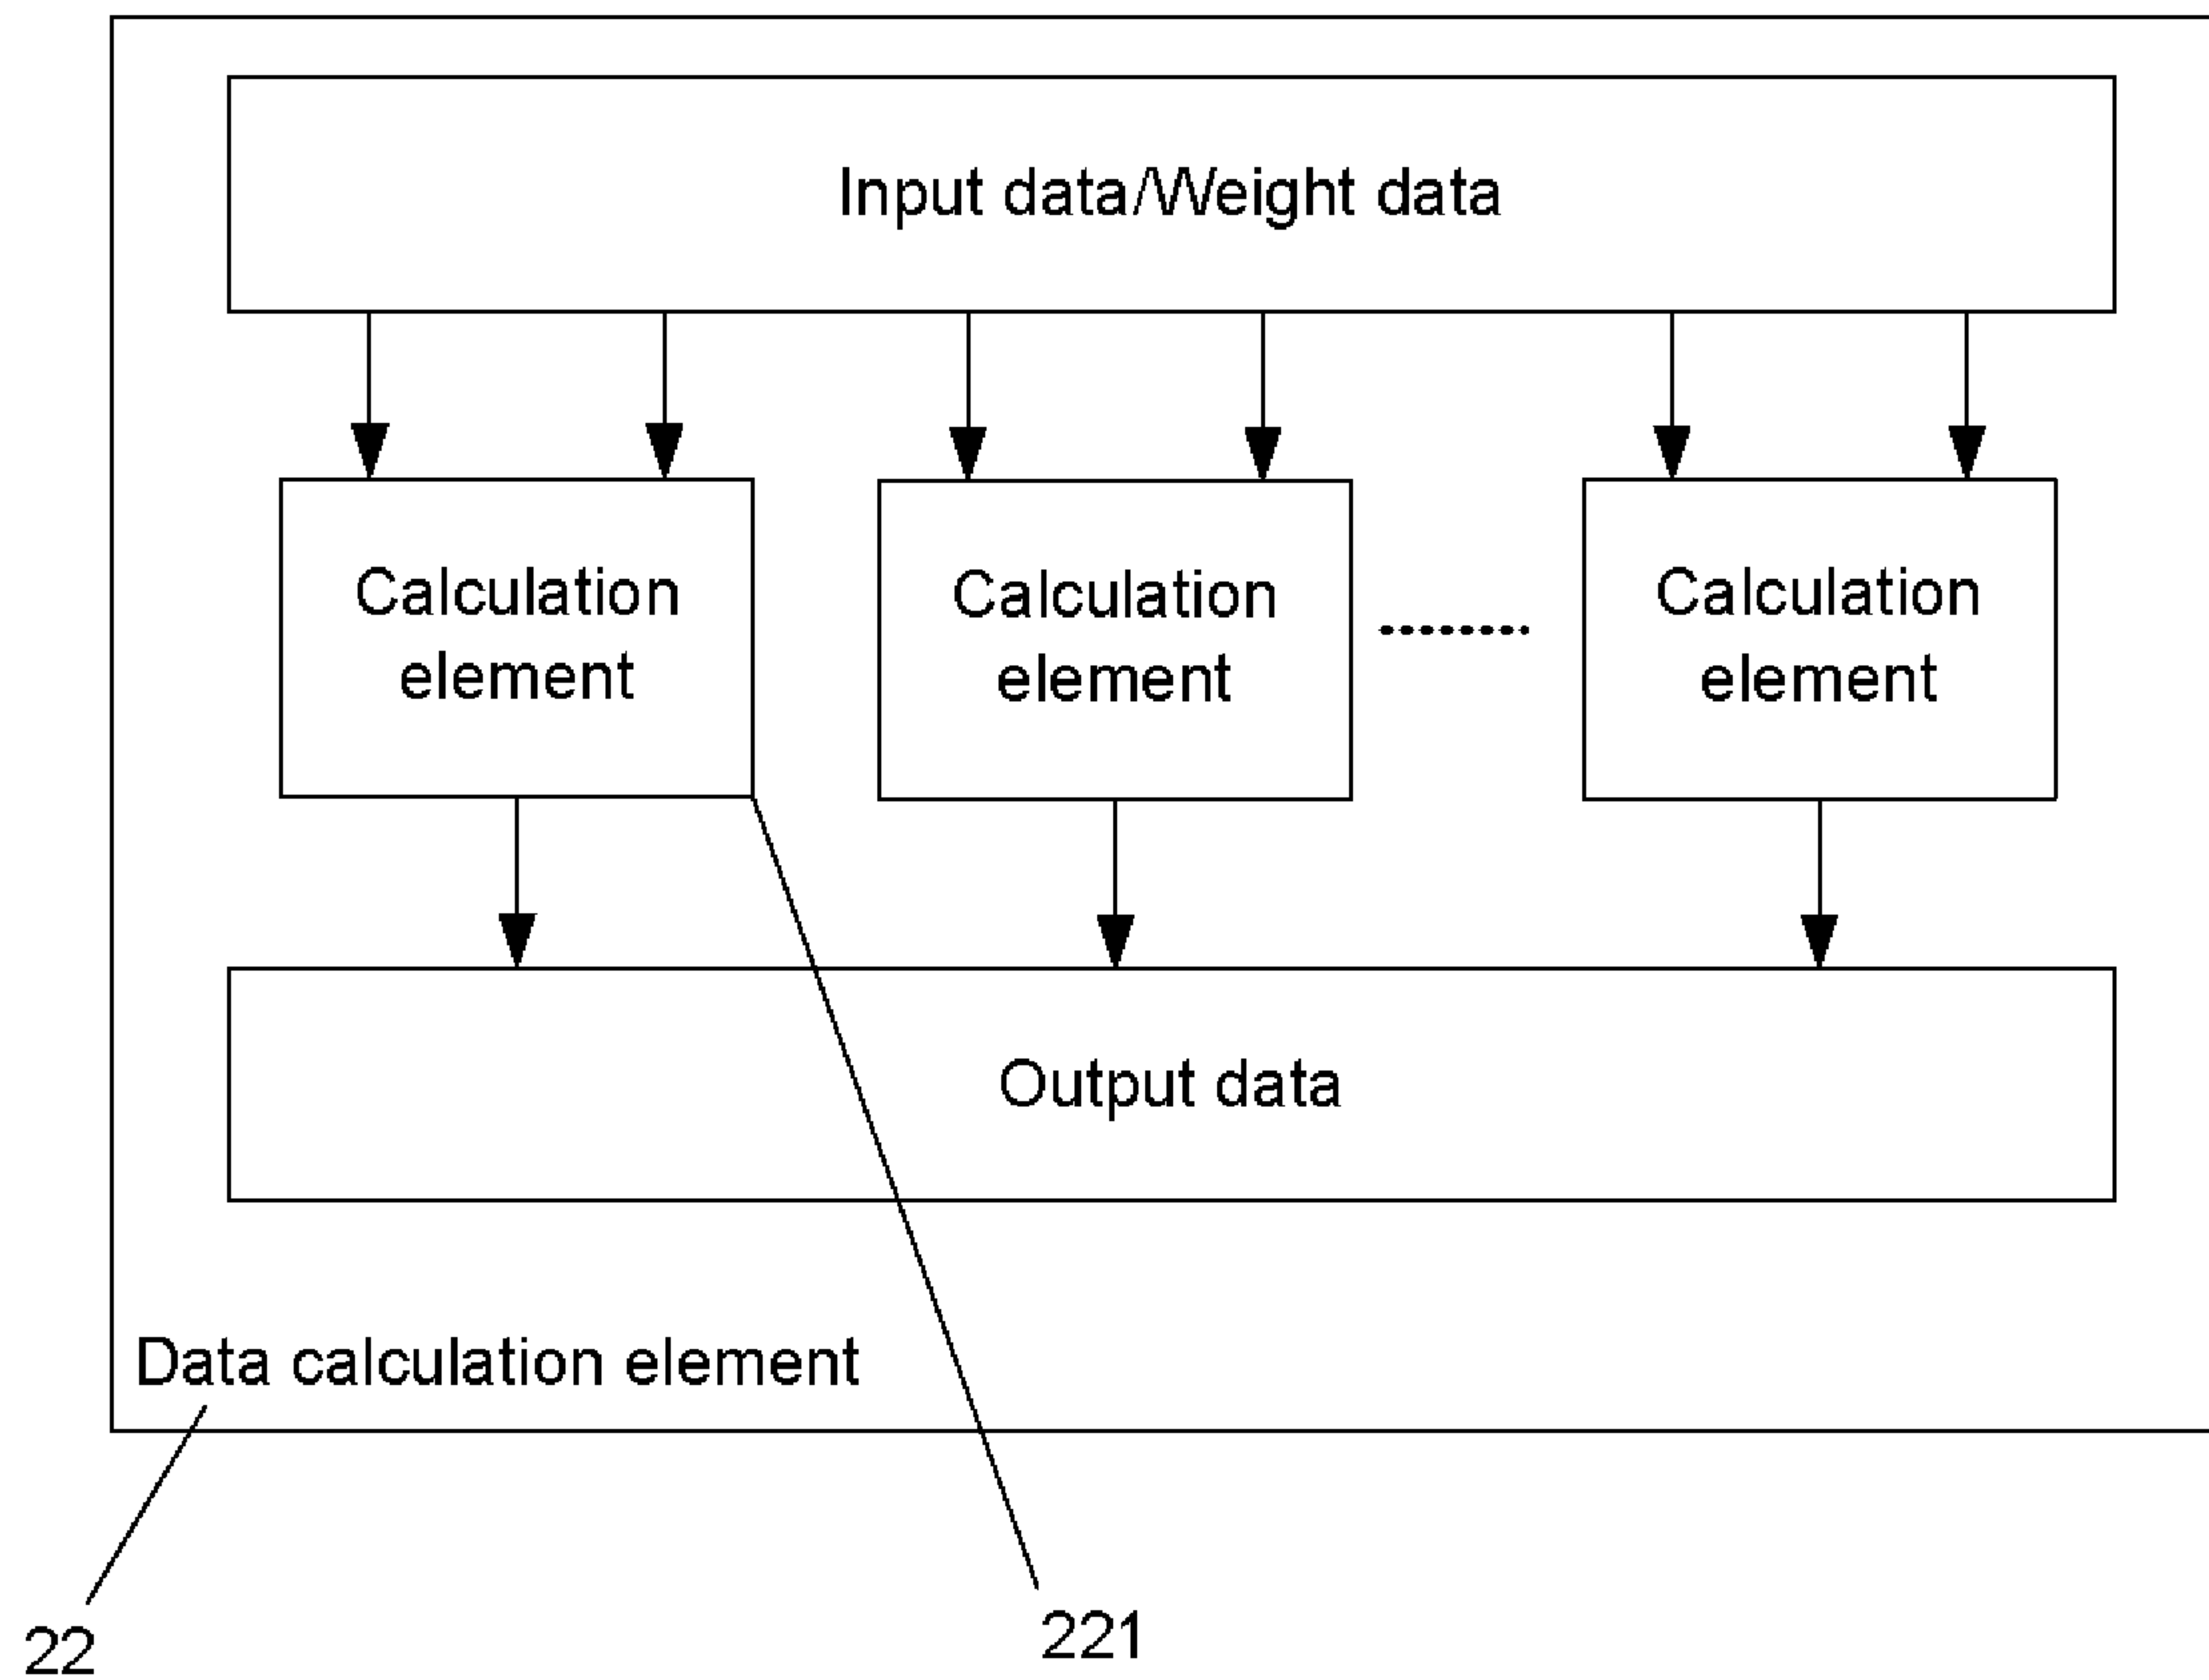 Input data/Weight data
Calculation
element
Calculation
element
Calculation
element
Output data
Data calculation element
22
221